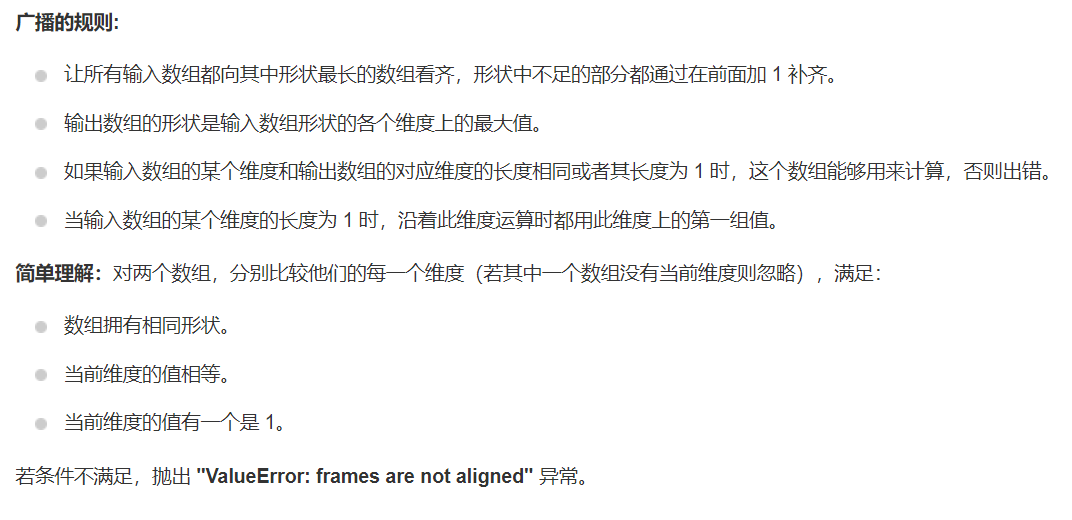 广播的规则:
让所有输入数组都向其中形状最长的数组看齐，形状中不足的部分都通过在前面加 1 补齐。
输出数组的形状是输入数组形状的各个维度上的最大值。
如果输入数组的某个维度和输出数组的对应维度的长度相同或者其长度为 1 时，这个数组能够用来计算，否则出错。
当输入数组的某个维度的长度为 1 时，沿着此维度运算时都用此维度上的第一组值。
简单理解：对两个数组，分别比较他们的每一个维度（若其中一个数组没有当前维度则忽略），满足：
数组拥有相同形状。
当前维度的值相等。
当前维度的值有一个是 1。
若条件不满足，抛出 "ValueError: frames are not aligned" 异常。